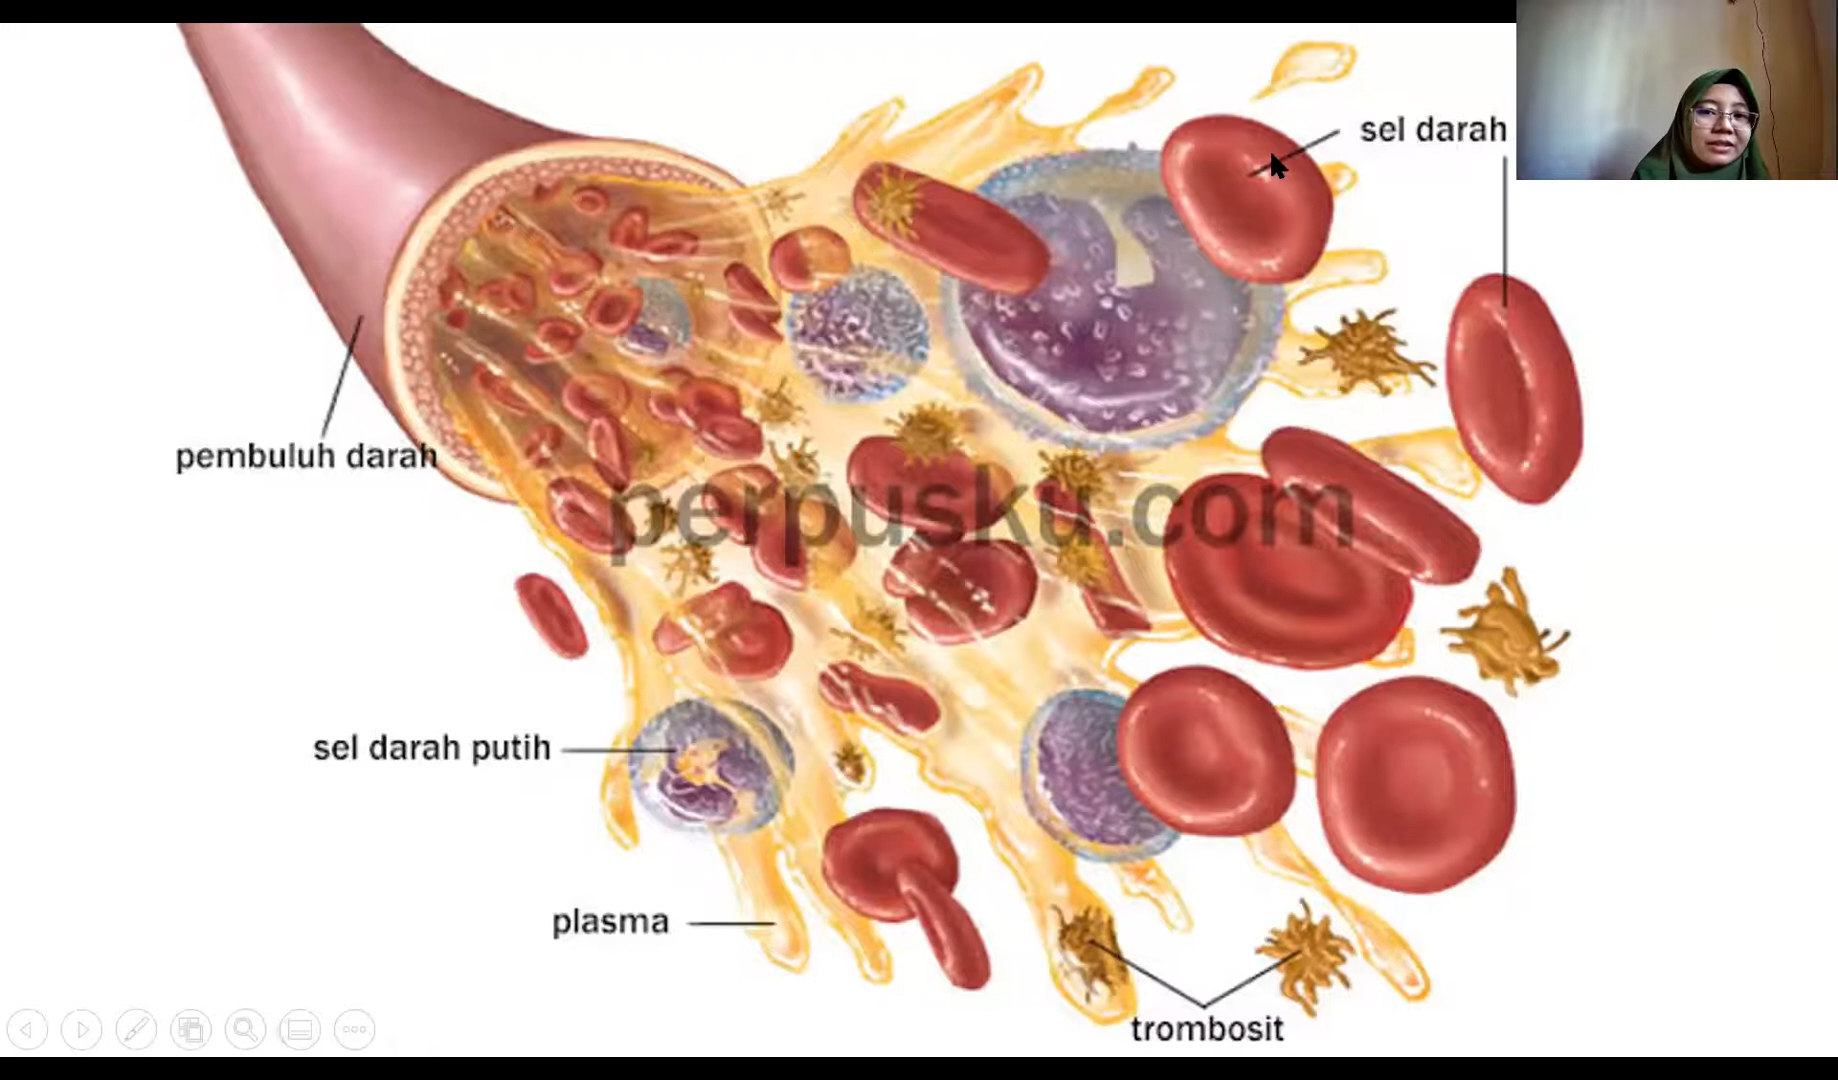 sel darah
pembuluh darah
perpusku.com
sel darah putih
plasma
trombosit